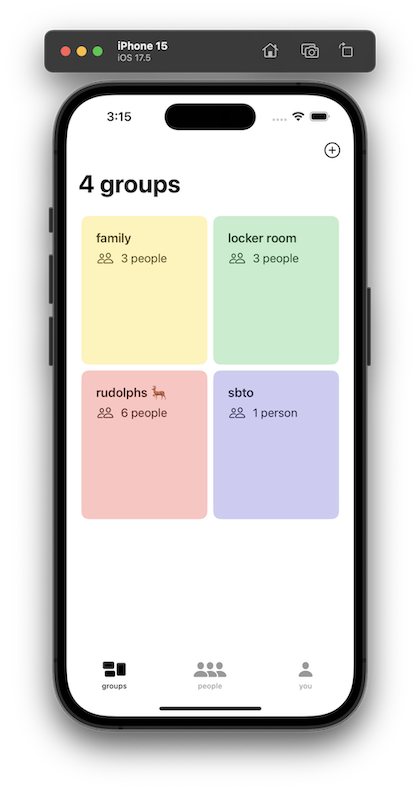 iPhone 15
iOS 17.5
3:15
4 groups
family
3 people
locker room
3 people
rudolphs 🦌
6 people
sbto
1 person
groups
people
you